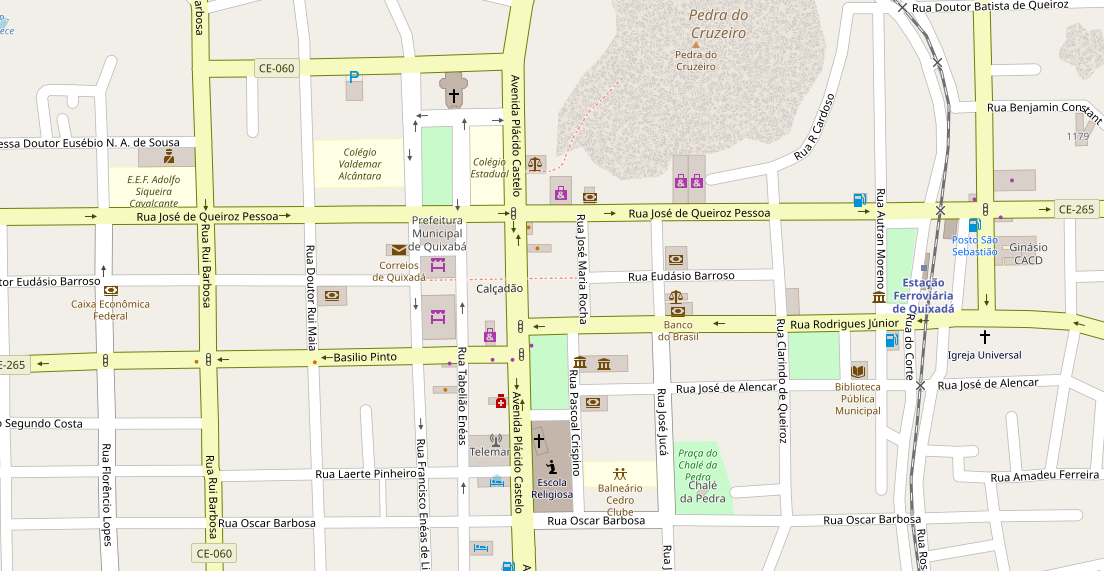 Rua Doutor Batista de Queiroz
arbosa
Pedra do
Cruzeiro
Pedra do
Cruzeiro
CE-060
P
Avenida Plácido Castelo
Rua R Cardoso
Rua Benjamin Constant
1179
essa Doutor Eusébio N. A. de Sousa
E.E.F. Adolfo
Siqueira
Cavalcante
Colégio
Valdemar
Alcântara
Colégio
Estadual
Rua José de Queiroz Pessoa
Rua José de Queiroz Pessoa
CE-265
Prefeitura
Municipal
de Quixabá
Rua Rui Barbosa
Rua Doutor Rui Maia
Rua José Maria Rocha
Rua Autran Moreno
Posto São
Sebastião
Ginásio
CACD
Correios
de Quixadá
tor Eudásio Barroso
Rua Eudásio Barroso
Calçadão
Caixa Econômica
Federal
Estação
Ferroviária
de Quixadá
Banco
do Brasil
Rua Rodrigues Júnior
Rua do Corte
Igreja Universal
E-265
Basilio Pinto
Rua Tabelião Enéas
Rua Pascoal Crispino
Rua José Jucá
Rua Clarindo de Queiroz
Rua José de Alencar
Rua José de Alencar
Biblioteca
Pública
Municipal
o Segundo Costa
Avenida Plácido Castelo
Telemar
Rua Florêncio Lopes
Rua Rui Barbosa
Rua Laerte Pinheiro
Rua Francisco Enéas de Li
Escola
Religiosa
Balneário
Cedro
Clube
Praça do
Chalé da
Pedra
Chalé
da Pedra
Rua Amadeu Ferreira
Rua Oscar Barbosa
Rua Oscar Barbosa
Rua Oscar Barbosa
CE-060
Rua J
Rua Ros
A